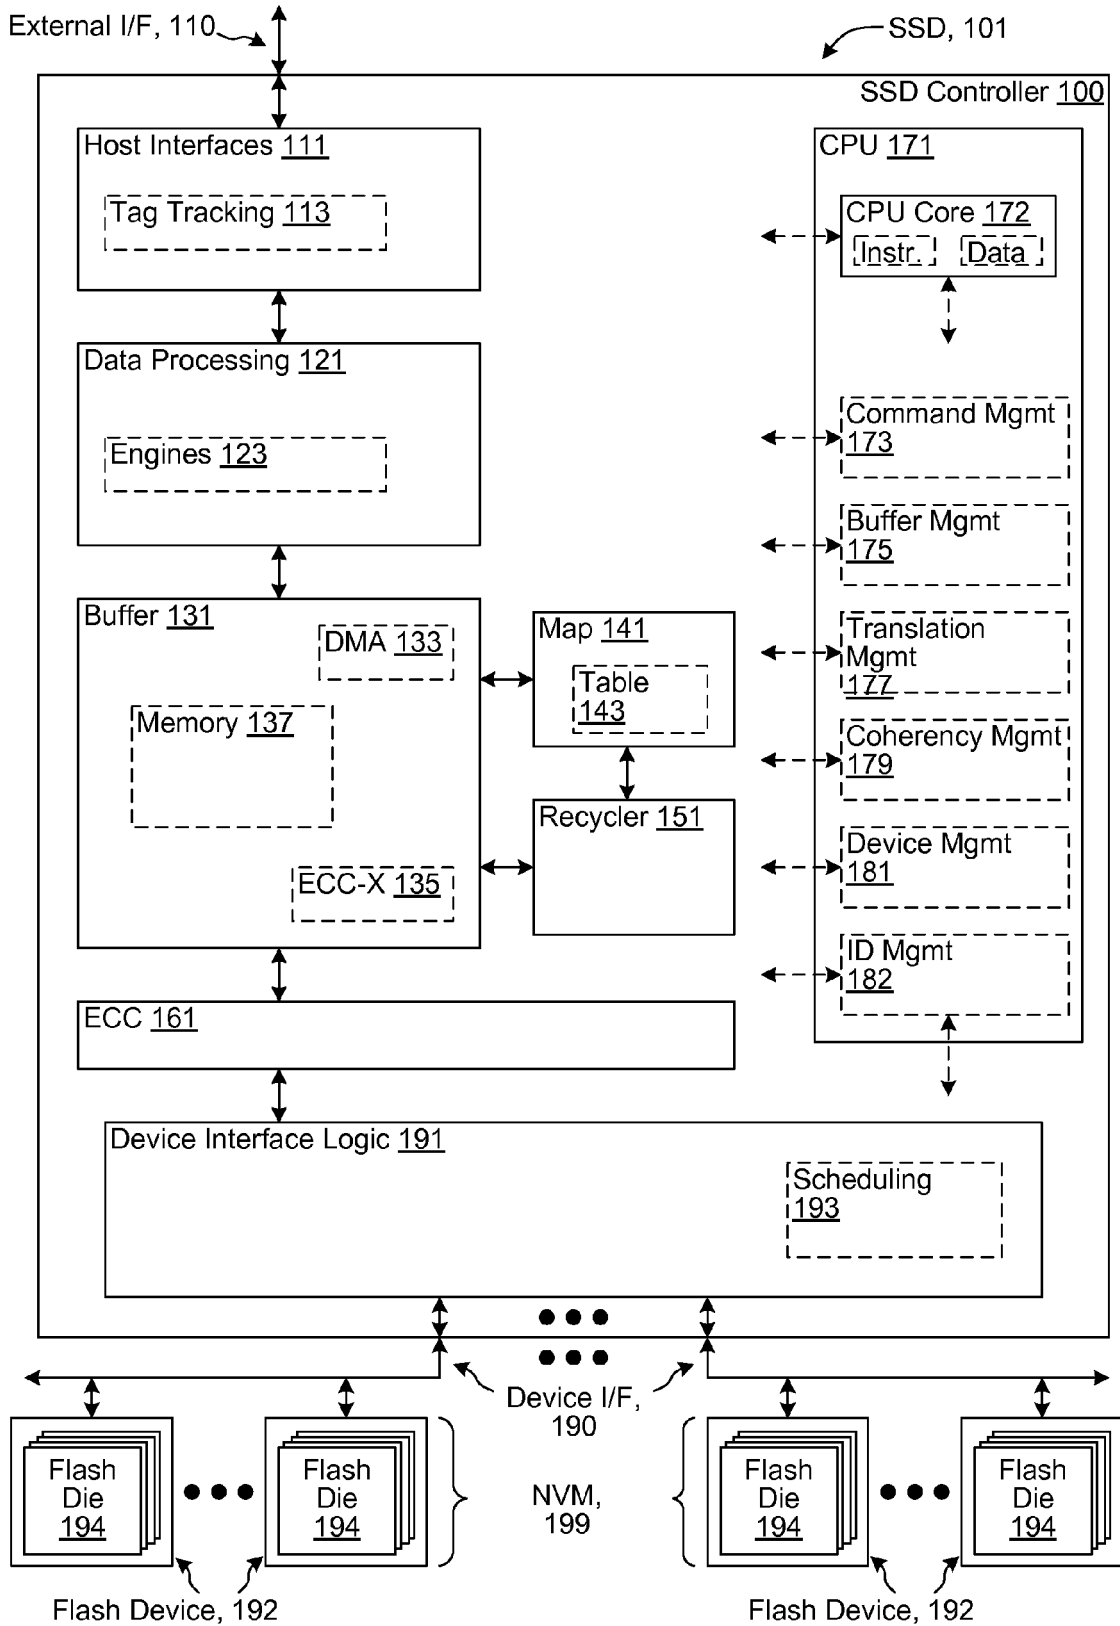 External I/F, 110
SSD, 101
SSD Controller 100
Host Interfaces 111
Tag Tracking 113
CPU 171
CPU Core 172
Instr.
Data
Data Processing 121
Engines 123
Command Mgmt
173
Buffer Mgmt
175
Buffer 131
DMA 133
Memory 137
ECC-X 135
Map 141
Table
143
Translation
Mgmt
177
Coherency Mgmt
179
Recycler 151
Device Mgmt
181
ID Mgmt
182
ECC 161
Device Interface Logic 191
Scheduling
193
Device I/F,
190
Flash
Die
194
Flash
Die
194
NVM,
199
Flash
Die
194
Flash
Die
194
Flash Device, 192
Flash Device, 192